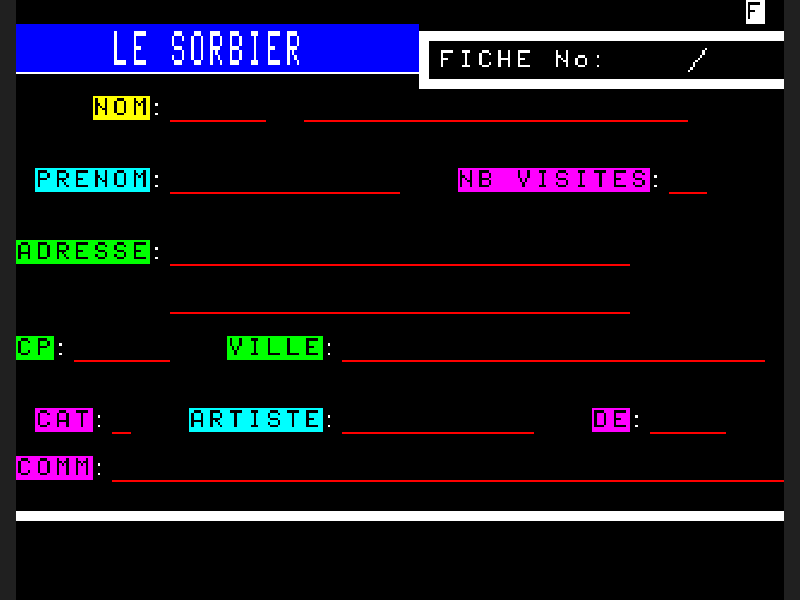 F
LE SORBIER
FICHE No: /
NOM:
PRENOM: NB VISITES:
ADRESSE:
CP: VILLE:
CAT: ARTISTE: DE:
COMM: